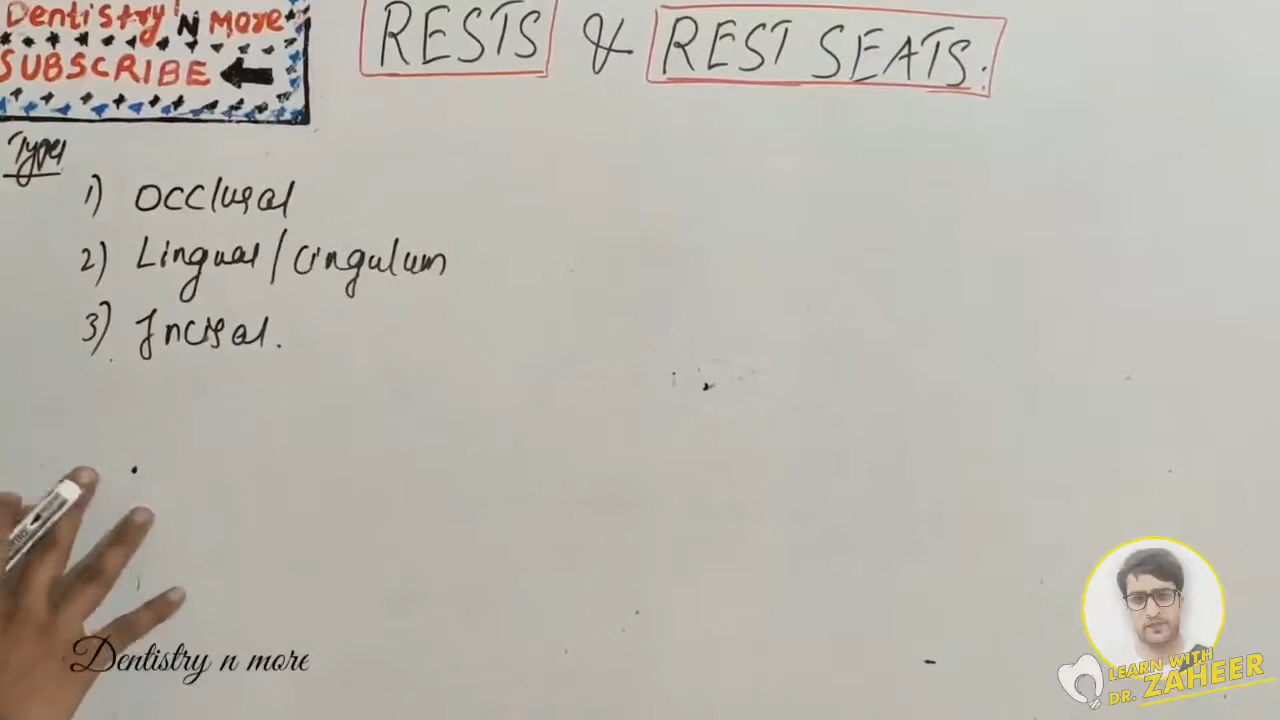 Dentistry 'N More
SUBSCRIBE
RESTS & REST SEATS.
Types
1) Occlusal
2) Lingual / Cingulum
3) Incisal.
Dentistry n more
LEARN WITH
DR. ZAHEER